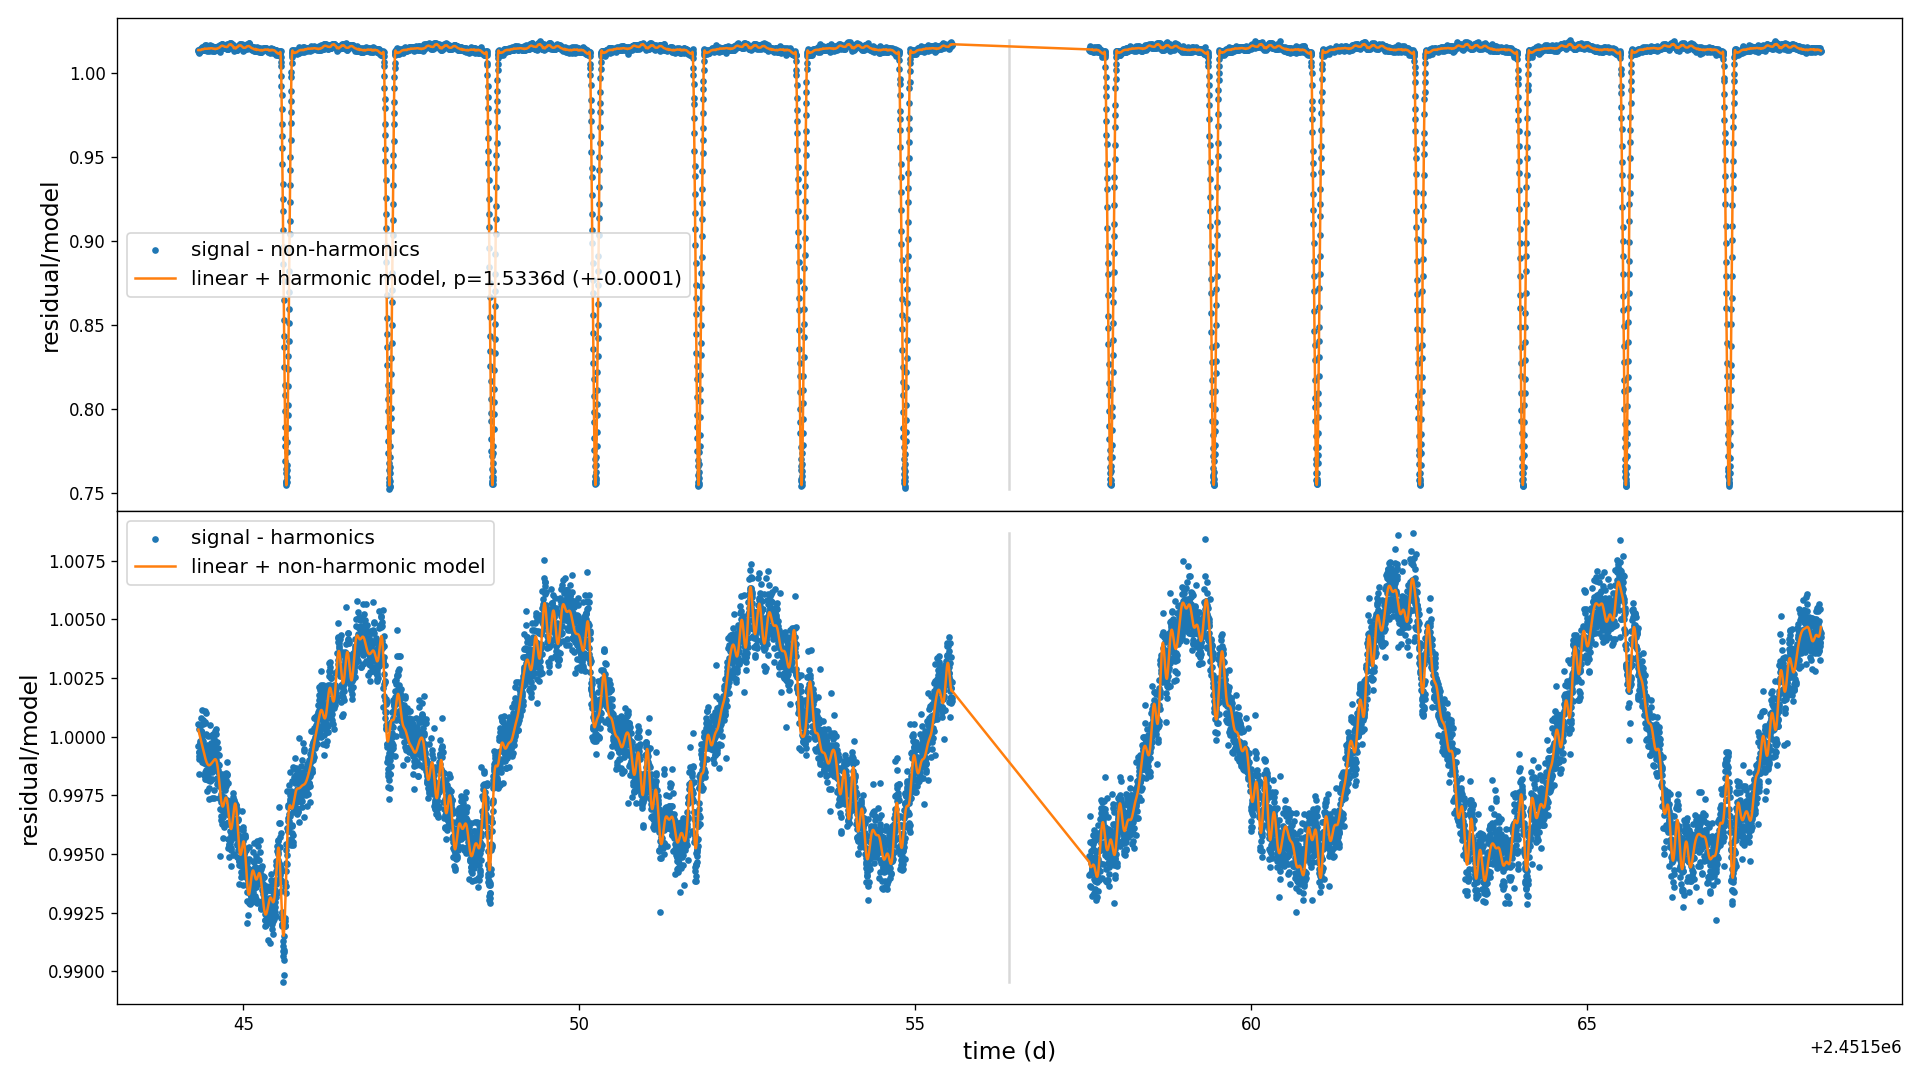 1.00
0.95
0.90
0.85
0.80
0.75
residual/model
signal - non-harmonics
linear + harmonic model, p=1.5336d (+-0.0001)
signal - harmonics
linear + non-harmonic model
1.0075
1.0050
1.0025
1.0000
0.9975
0.9950
0.9925
0.9900
residual/model
45 50 55 60 65
time (d)
+2.4515e6